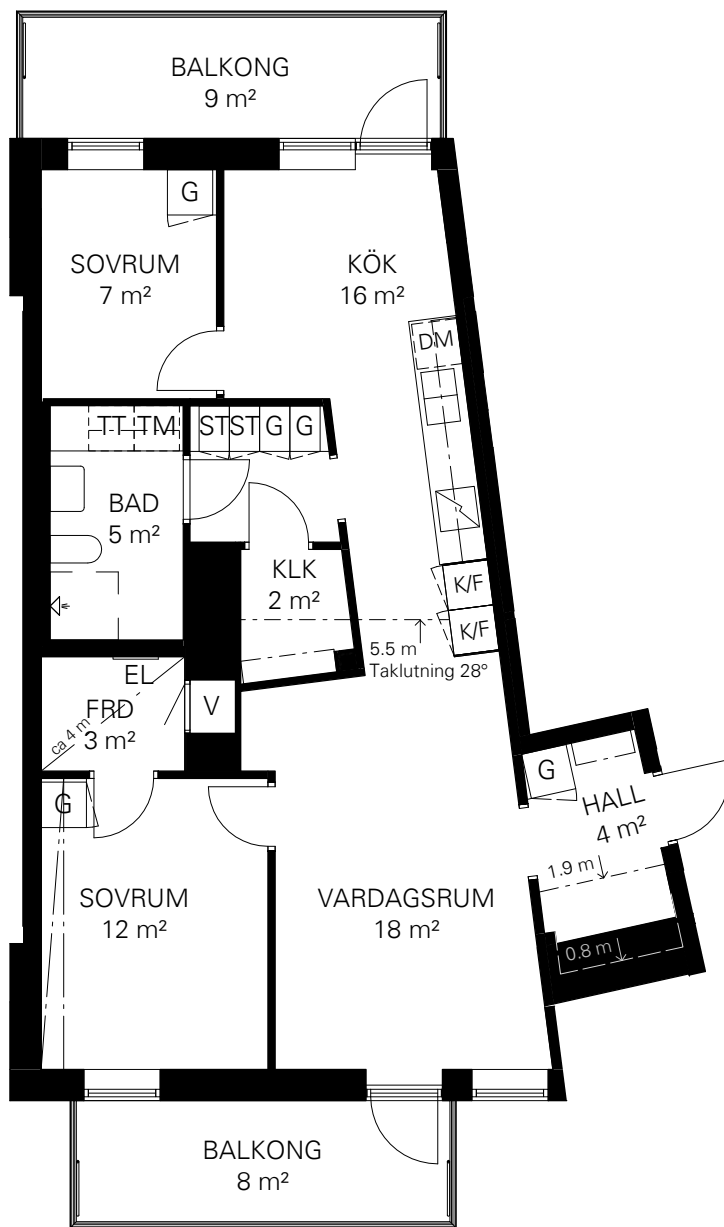 BALKONG
9 m²
G
SOVRUM
7 m²
KÖK
16 m²
DM
TT TM ST ST G G
BAD
5 m²
KLK
2 m²
K/F
K/F
5.5 m
Taklutning 28°
EL
FRD
3 m²
ca 4 m
V
G
HALL
4 m²
G
1.9 m
SOVRUM
12 m²
VARDAGSRUM
18 m²
0.8 m
BALKONG
8 m²